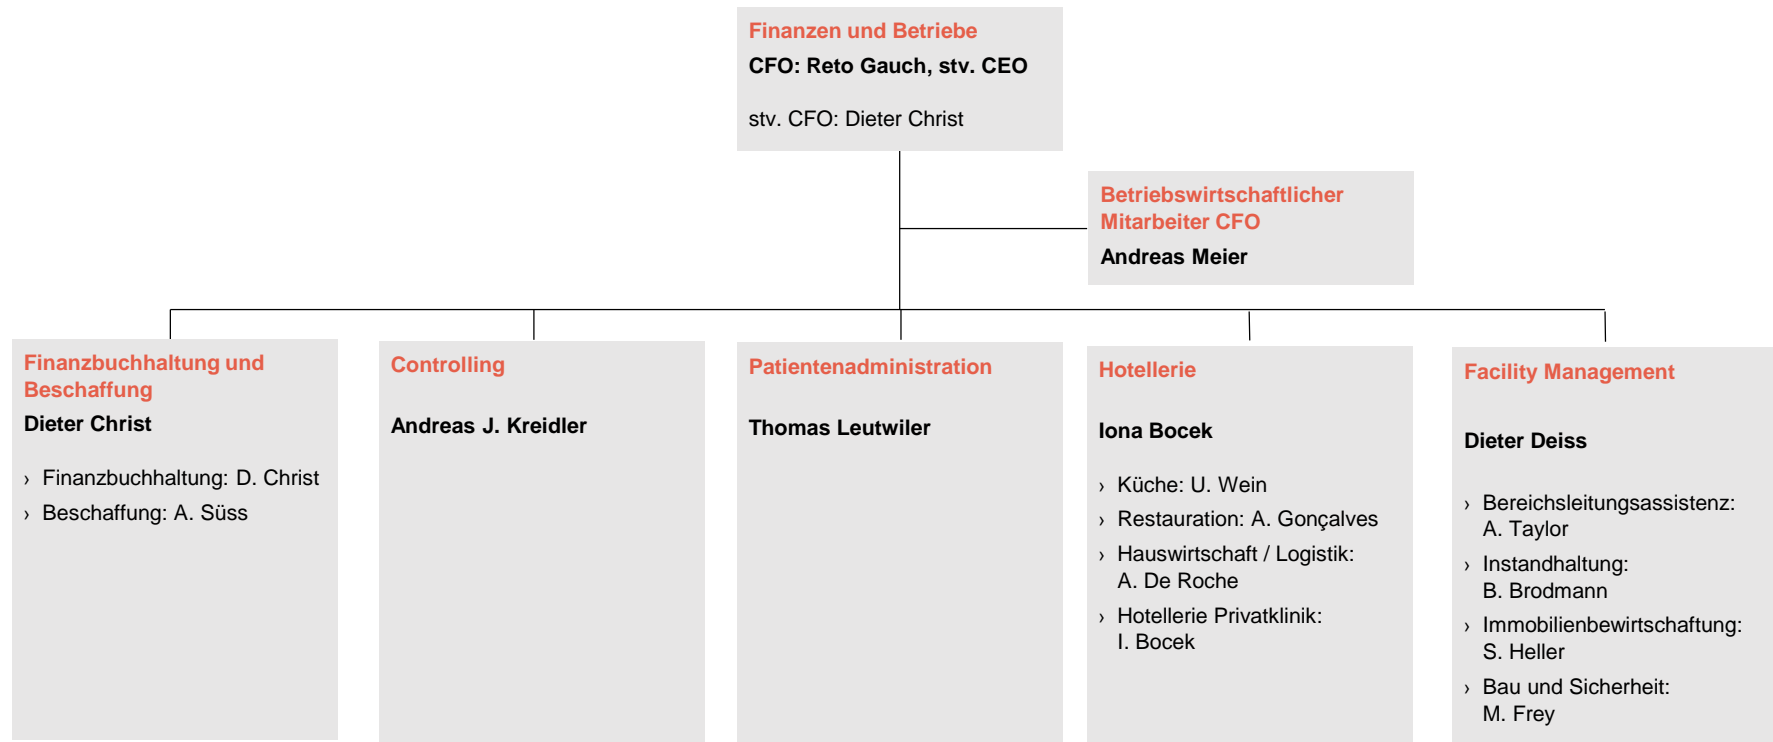 Finanzen und Betriebe
CFO: Reto Gauch, stv. CEO
stv. CFO: Dieter Christ
Betriebswirtschaftlicher
Mitarbeiter CFO
Andreas Meier
Finanzbuchhaltung und
Beschaffung
Dieter Christ
› Finanzbuchhaltung: D. Christ
› Beschaffung: A. Süss
Controlling
Andreas J. Kreidler
Patientenadministration
Thomas Leutwiler
Hotellerie
Iona Bocek
› Küche: U. Wein
› Restauration: A. Gonçalves
› Hauswirtschaft / Logistik:
A. De Roche
› Hotellerie Privatklinik:
I. Bocek
Facility Management
Dieter Deiss
› Bereichsleitungsassistenz:
A. Taylor
› Instandhaltung:
B. Brodmann
› Immobilienbewirtschaftung:
S. Heller
› Bau und Sicherheit:
M. Frey